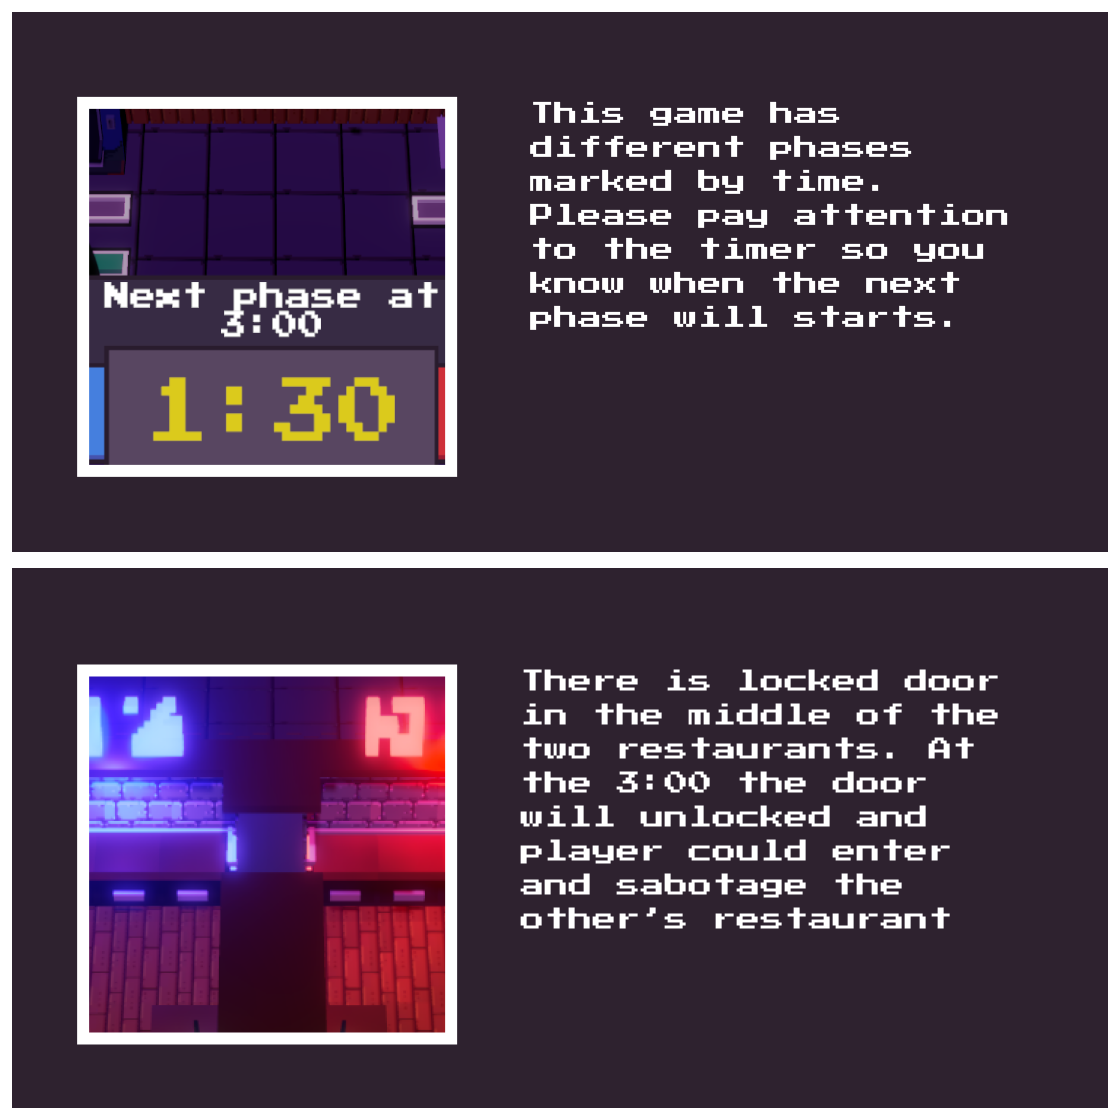 This game has
different phases
marked by time.
Please pay attention
to the timer so you
know when the next
phase will starts.
Next phase at
3:00
1:30
There is locked door
in the middle of the
two restaurants. At
the 3:00 the door
will unlocked and
player could enter
and sabotage the
other's restaurant